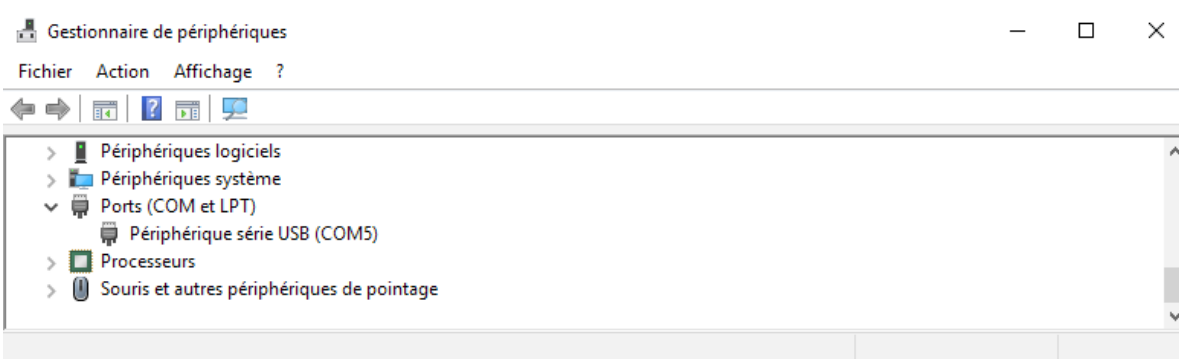 Gestionnaire de périphériques
Fichier Action Affichage ?
Périphériques logiciels
Périphériques système
Ports (COM et LPT)
Périphérique série USB (COM5)
Processeurs
Souris et autres périphériques de pointage